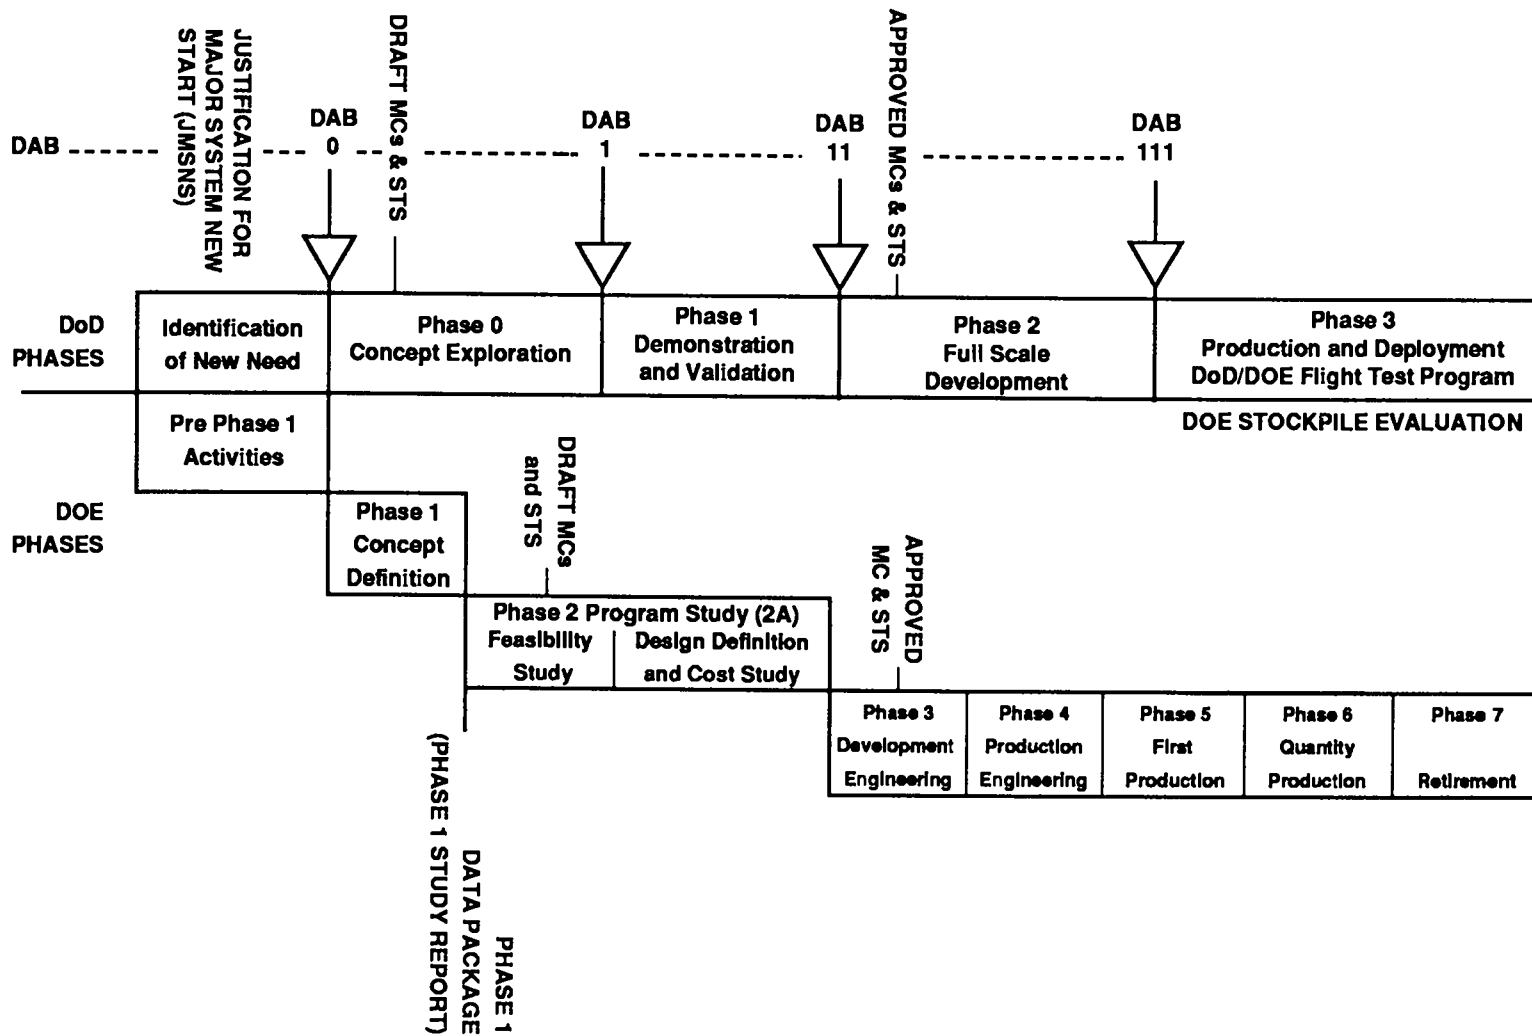 JUSTIFICATION FOR
MAJOR SYSTEM NEW
START (JMSNS)
DRAFT MCs & STS
APPROVED MCs & STS
DAB
DAB
0
DAB
1
DAB
11
DAB
111
DoD
PHASES
Identification
of New Need
Phase 0
Concept Exploration
Phase 1
Demonstration
and Validation
Phase 2
Full Scale
Development
Phase 3
Production and Deployment
DoD/DOE Flight Test Program
DOE STOCKPILE EVALUATION
Pre Phase 1
Activities
DOE
PHASES
Phase 1
Concept
Definition
DRAFT MCs
and STS
Phase 2 Program Study (2A)
Feasibility
Study
Design Definition
and Cost Study
APPROVED
MC & STS
Phase 3
Development
Engineering
Phase 4
Production
Engineering
Phase 5
First
Production
Phase 6
Quantity
Production
Phase 7
Retirement
PHASE 1
DATA PACKAGE
(PHASE 1 STUDY REPORT)